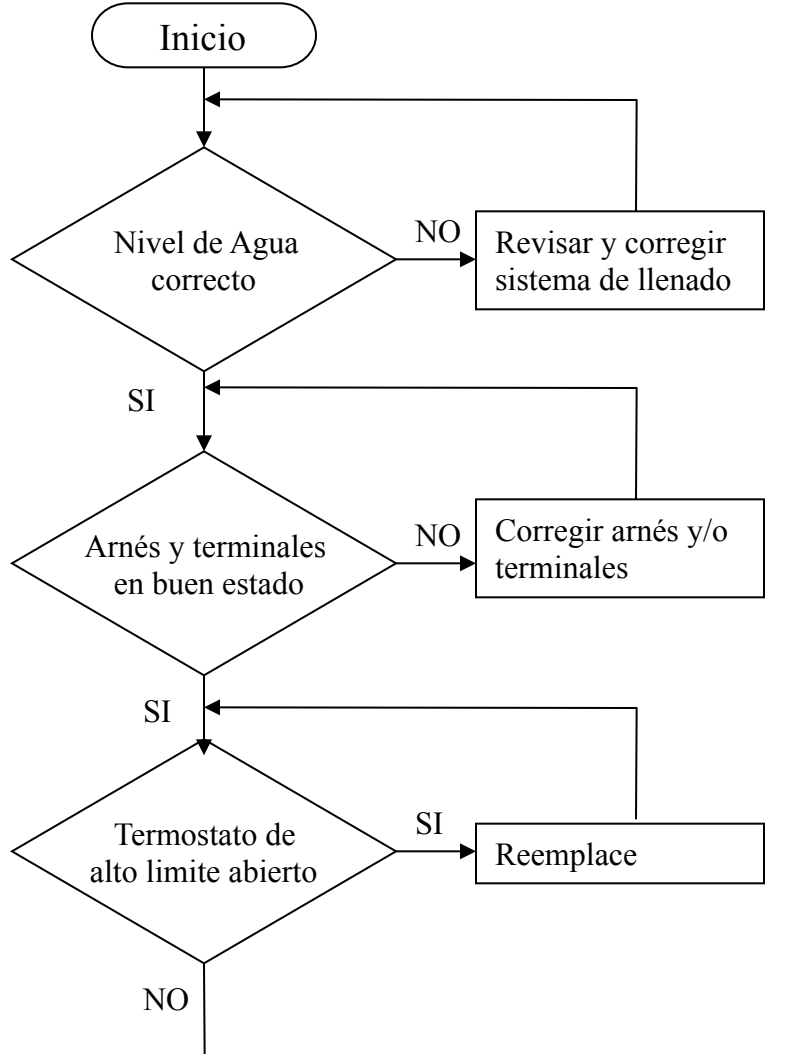 Inicio
Nivel de Agua
correcto
NO
Revisar y corregir
sistema de llenado
SI
Arnés y terminales
en buen estado
NO
Corregir arnés y/o
terminales
SI
Termostato de
alto limite abierto
SI
Reemplace
NO